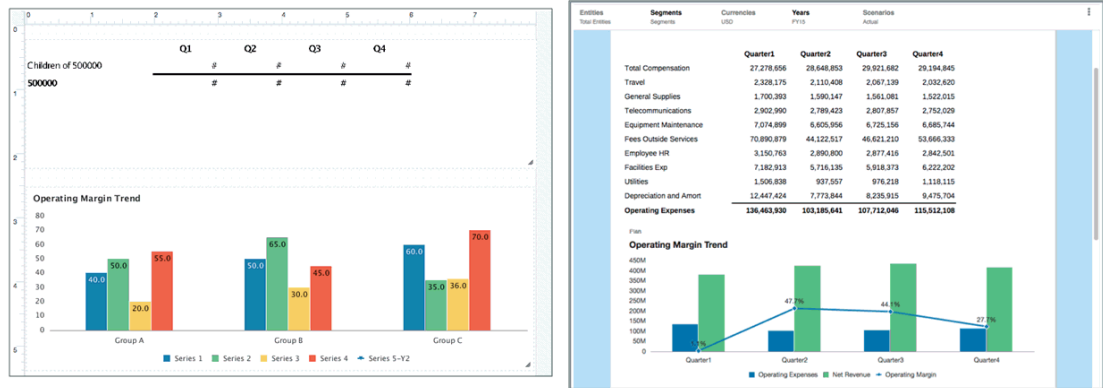 0 1 2 3 4 5 6 7
0
Q1 Q2 Q3 Q4
Children of 500000 # # # #
500000 # # # #
1
2
Operating Margin Trend
3
4
5
80
70
60
50
50
40
30
20
10
0
40.0 50.0 20.0 55.0
50.0 65.0 30.0 45.0
60.0 35.0 36.0 70.0
Group A Group B Group C
Series 1 Series 2 Series 3 Series 4 Series 5-Y2
Entities Segments Currencies Years Scenarios
Total Entities Segments USD FY15 Actual
Quarter1 Quarter2 Quarter3 Quarter4
Total Compensation 27,278,656 28,648,853 29,921,682 29,194,845
Travel 2,328,175 2,110,408 2,067,139 2,032,620
General Supplies 1,700,393 1,590,147 1,561,081 1,522,015
Telecommunications 2,902,990 2,789,423 2,807,857 2,752,029
Equipment Maintenance 7,074,899 6,605,956 6,725,156 6,685,744
Fees Outside Services 70,890,879 44,122,517 46,621,210 53,666,333
Employee HR 3,150,763 2,890,800 2,877,416 2,842,501
Facilities Exp 7,182,913 5,716,135 5,918,373 6,222,202
Utilities 1,506,838 937,557 976,218 1,118,115
Depreciation and Amort 12,447,424 7,773,844 8,235,915 9,475,704
Operating Expenses 136,463,930 103,185,641 107,712,046 115,512,108
Operating Margin Trend
450M
400M
350M
300M
250M
200M
150M
100M
50M
0
47.7% 44.1%
Quarter1 Quarter2 Quarter3 Quarter4
Operating Expenses Net Revenue Operating Margin